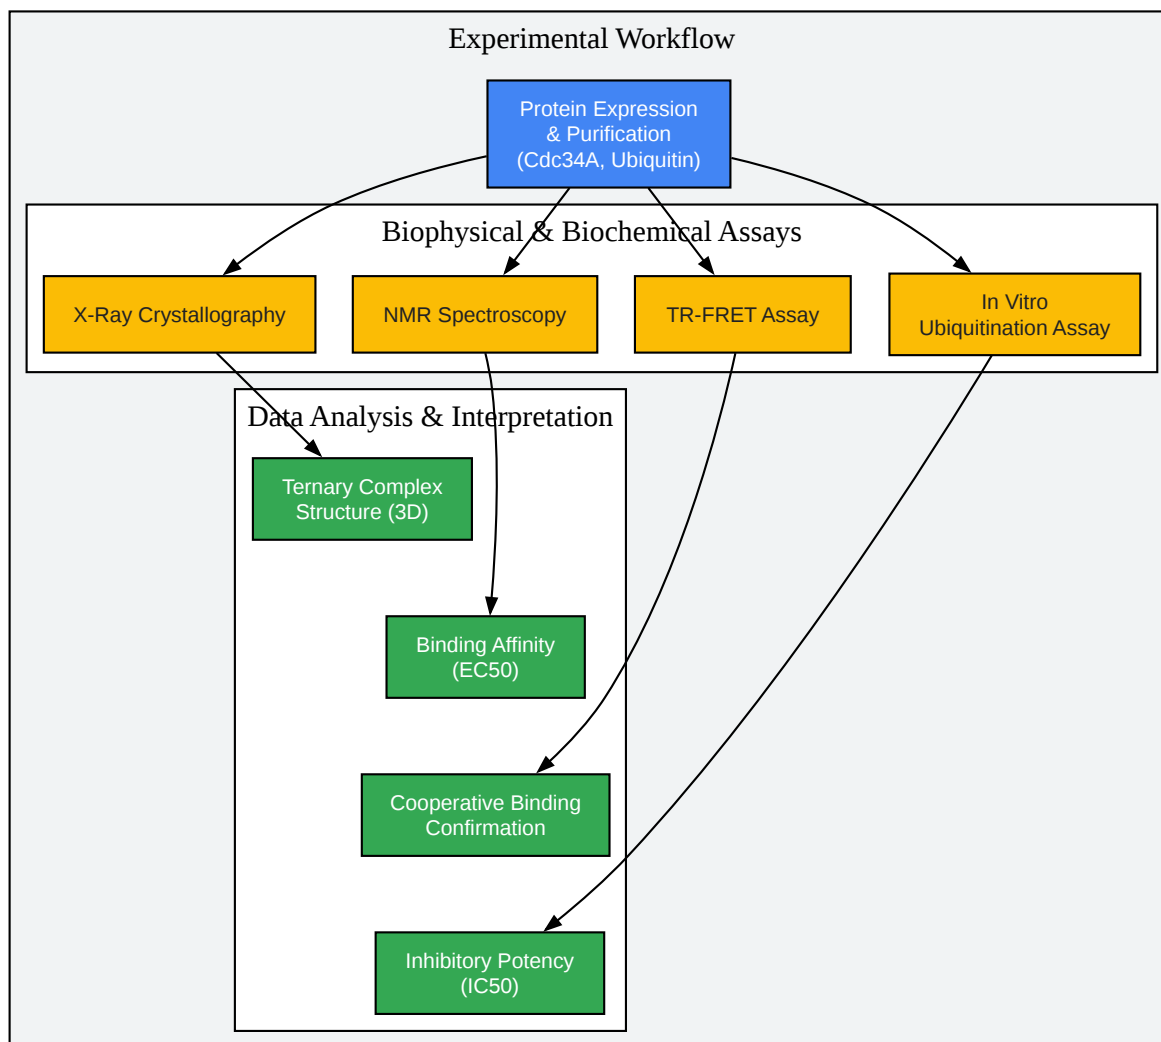 Experimental Workflow
Protein Expression
& Purification
(Cdc34A, Ubiquitin)
Biophysical & Biochemical Assays
X-Ray Crystallography
NMR Spectroscopy
TR-FRET Assay
In Vitro
Ubiquitination Assay
Data Analysis & Interpretation
Ternary Complex
Structure (3D)
Binding Affinity
(EC50)
Cooperative Binding
Confirmation
Inhibitory Potency
(IC50)